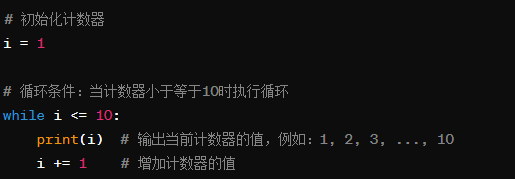 # 初始化计数器
i = 1
# 循环条件：当计数器小于等于10时执行循环
while i <= 10:
    print(i)  # 输出当前计数器的值，例如：1, 2, 3, ..., 10
    i += 1    # 增加计数器的值